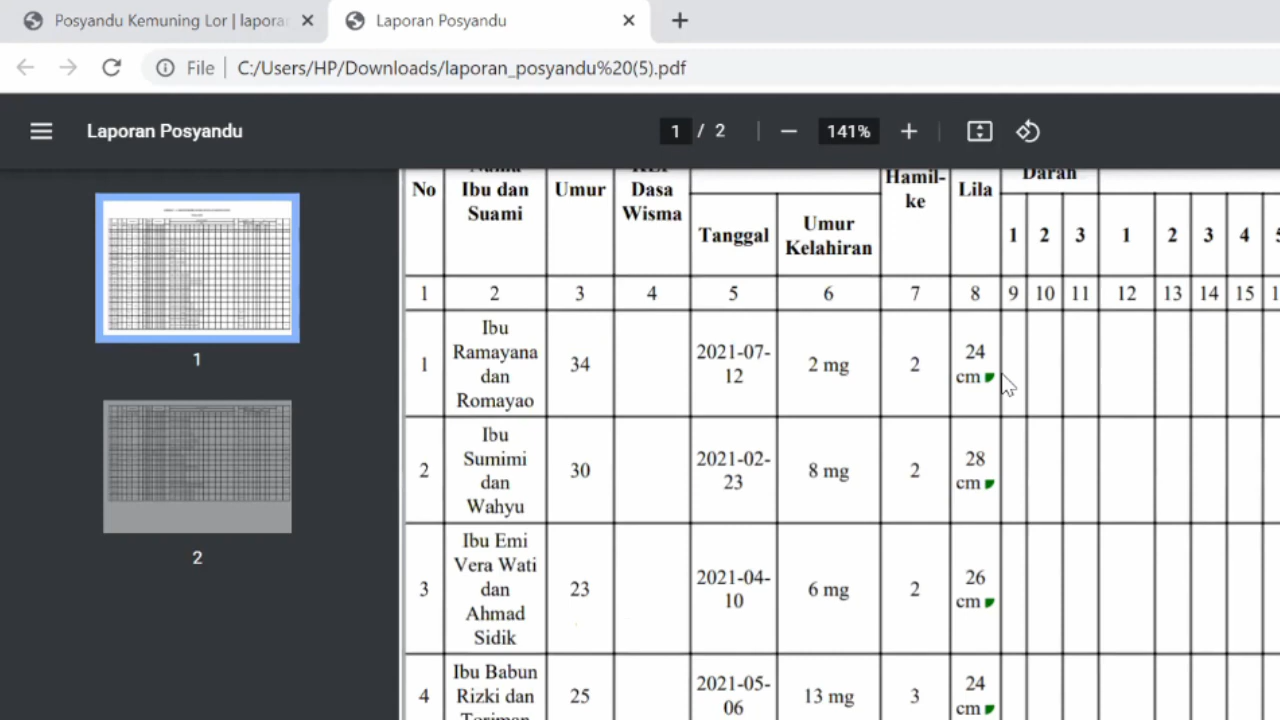 Posyandu Kemuning Lor | lapora
Laporan Posyandu
File
C:/Users/HP/Downloads/laporan_posyandu%20(5).pdf
Laporan Posyandu
1 / 2
141%
1
2
No
Nama
Ibu dan
Suami
Umur
Dasa
Wisma
Tanggal
Umur
Kelahiran
Hamil-
ke
Lila
Darah
1 2 3 1 2 3 4 5
1 2 3 4 5 6 7 8 9 10 11 12 13 14 15
1
Ibu
Ramayana
dan
Romayao
34
2021-07-
12
2 mg
2
24
cm
2
Ibu
Sumimi
dan
Wahyu
30
2021-02-
23
8 mg
2
28
cm
3
Ibu Emi
Vera Wati
dan
Ahmad
Sidik
23
2021-04-
10
6 mg
2
26
cm
4
Ibu Babun
Rizki dan
25
2021-05-
06
13 mg
3
24
cm